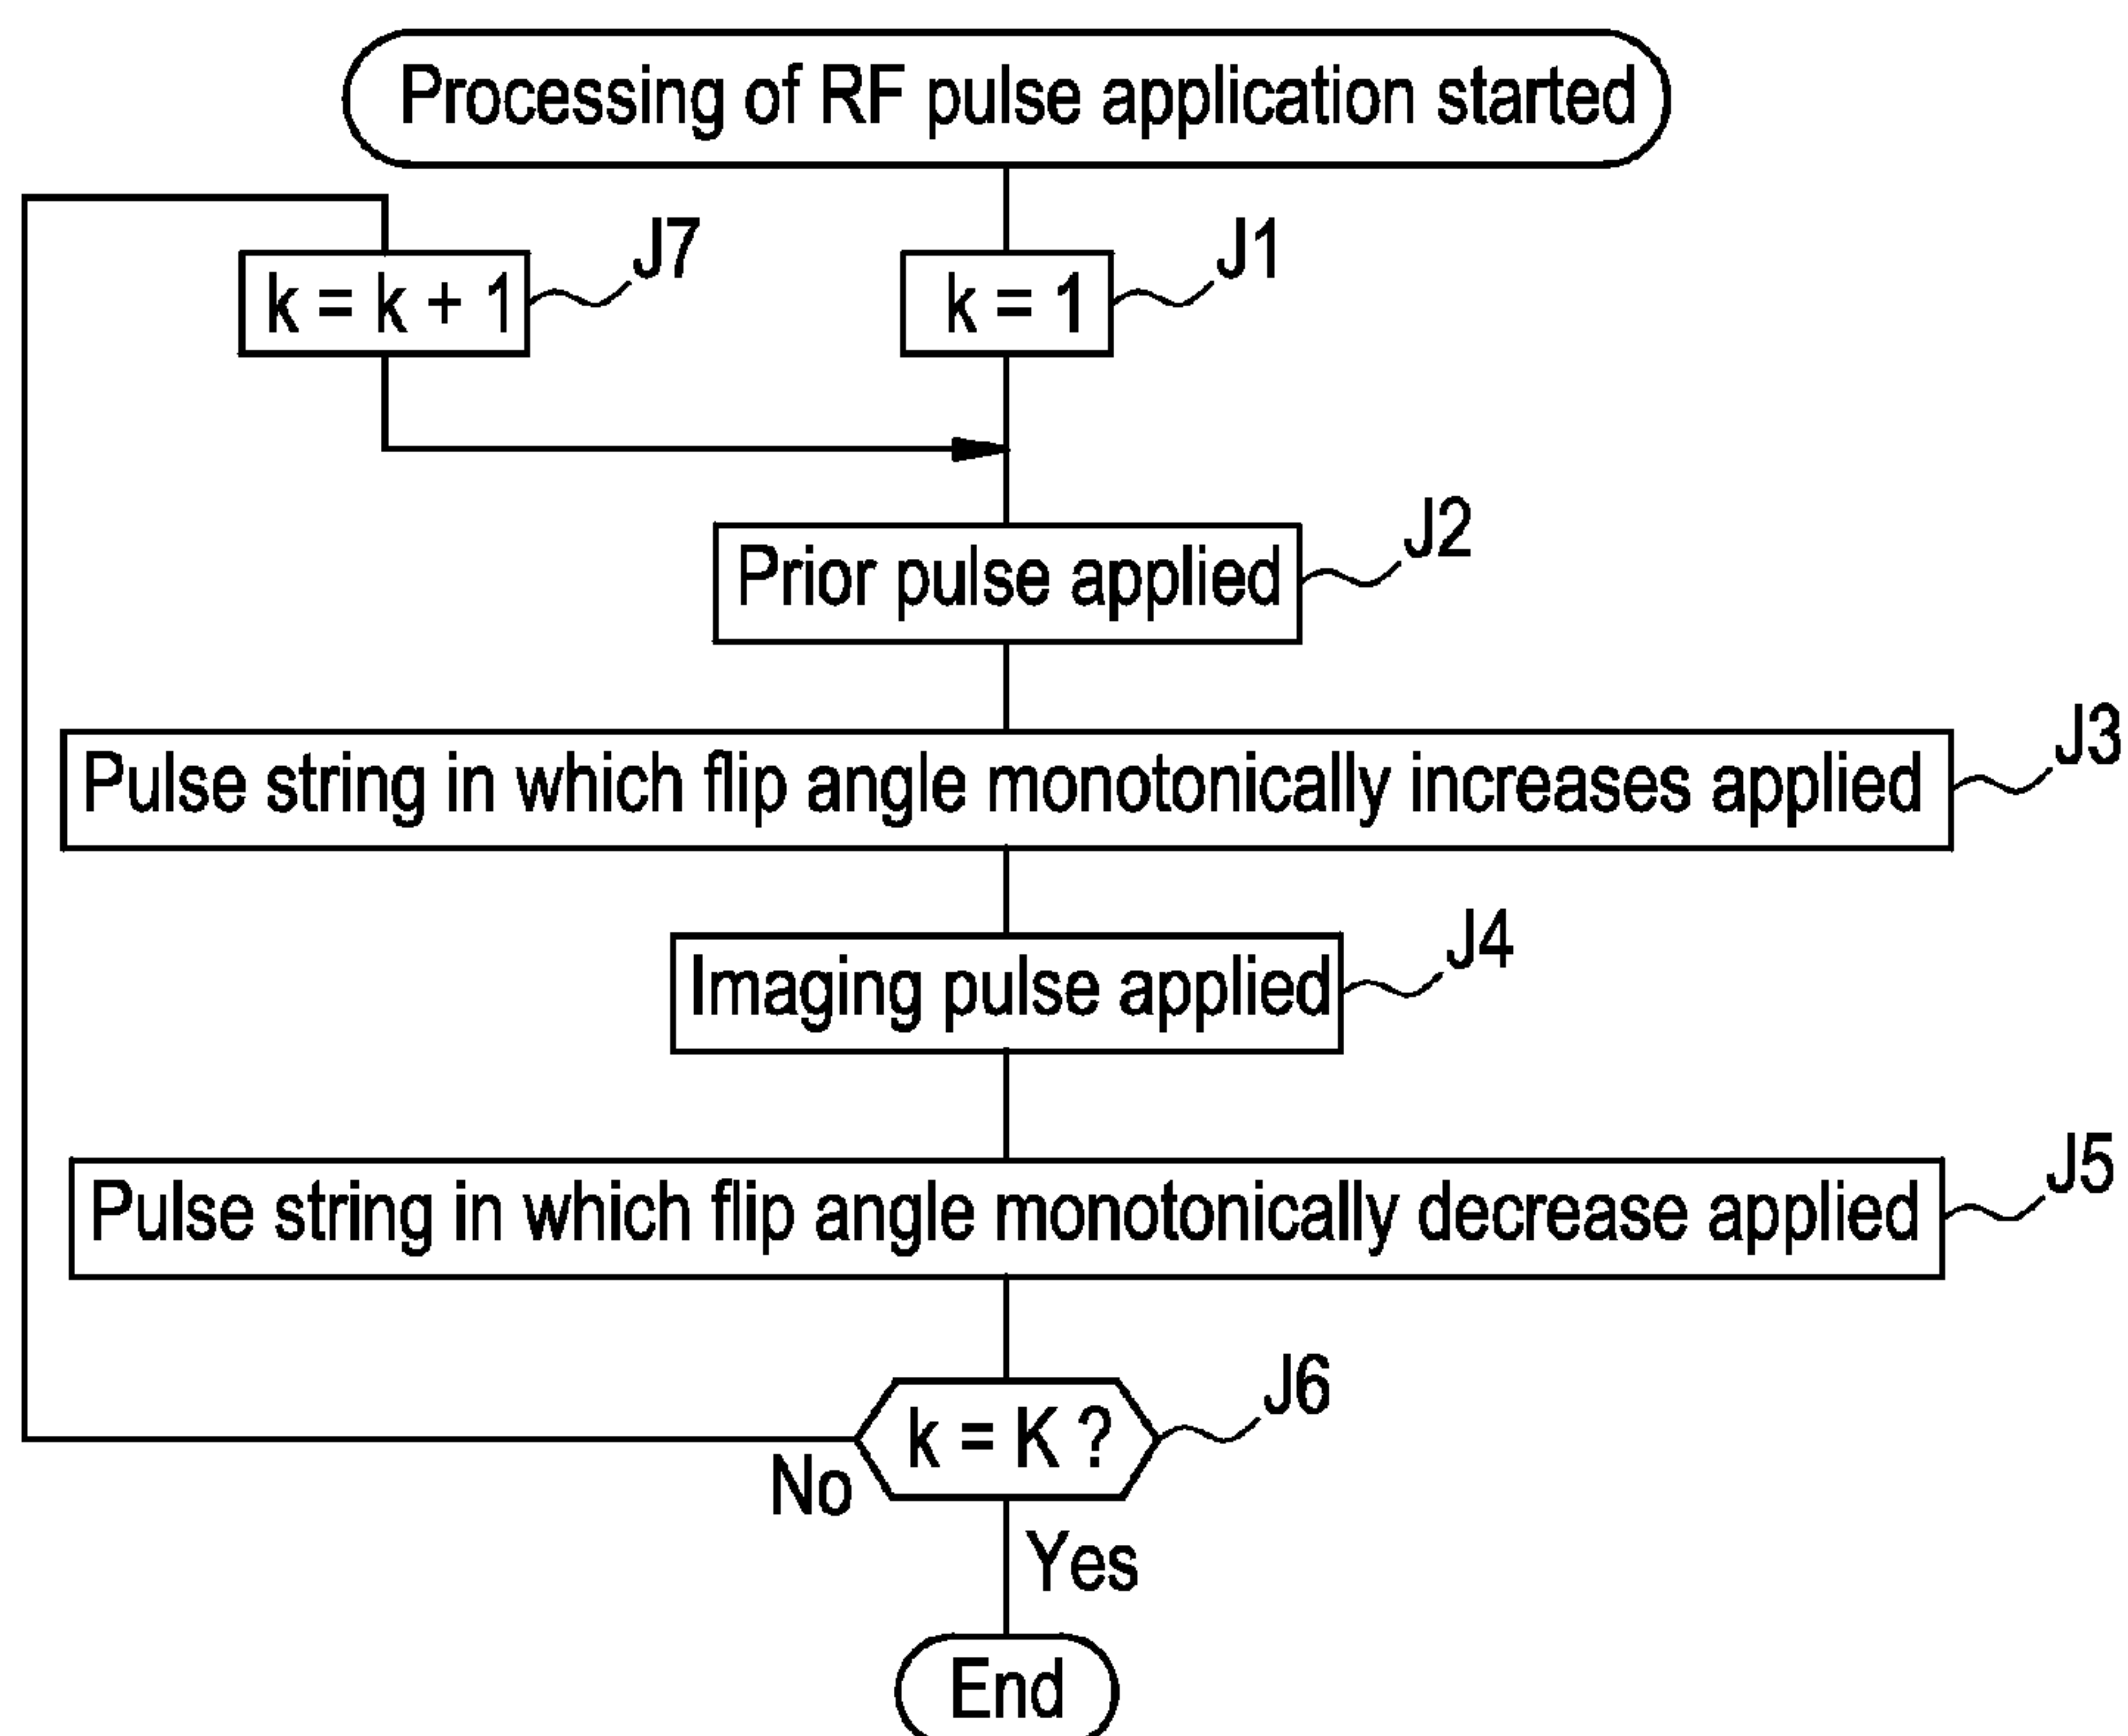 Processing of RF pulse application started
J7
J1
k = k + 1
k = 1
J2
Prior pulse applied
J3
Pulse string in which flip angle monotonically increases applied
J4
Imaging pulse applied
J5
Pulse string in which flip angle monotonically decrease applied
J6
k = K ?
No
Yes
End